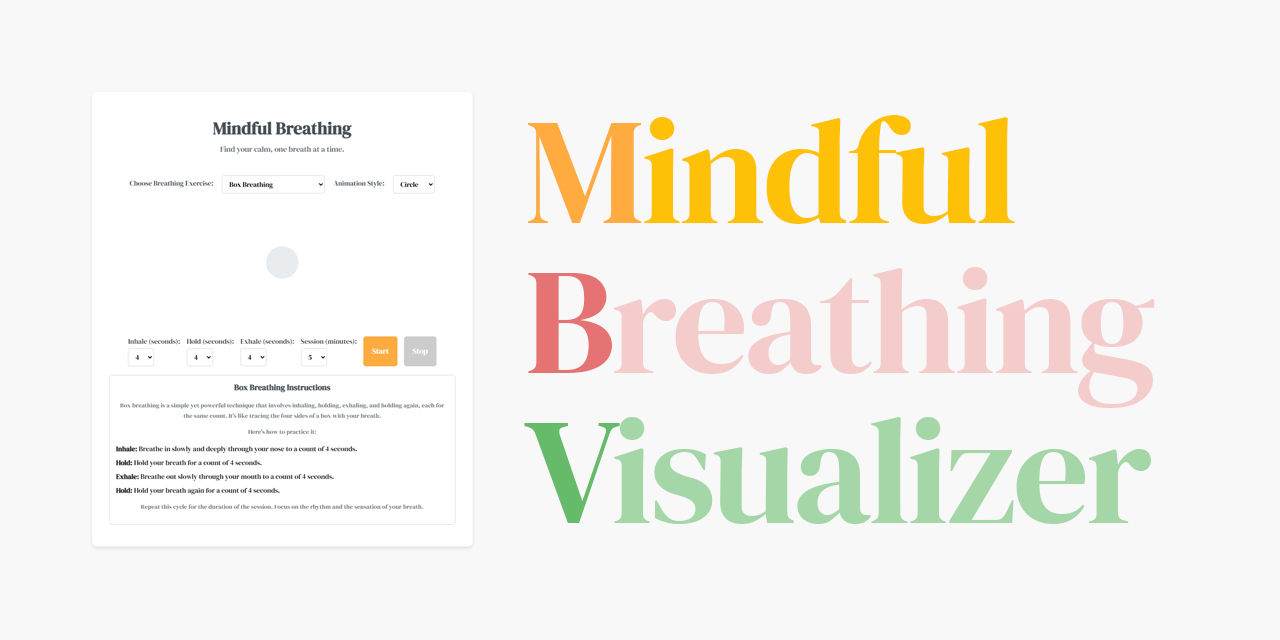 Mindful Breathing
Find your calm, one breath at a time.
Choose Breathing Exercise: Box Breathing Animation Style: Circle
Inhale (seconds): Hold (seconds): Exhale (seconds): Session (minutes):
4 4 4 5 Start Stop
Box Breathing Instructions
Box breathing is a simple yet powerful technique that involves inhaling, holding, exhaling, and holding again, each for
the same count. It's like tracing the four sides of a box with your breath.
Here's how to practice it:
Inhale: Breathe in slowly and deeply through your nose to a count of 4 seconds.
Hold: Hold your breath for a count of 4 seconds.
Exhale: Breathe out slowly through your mouth to a count of 4 seconds.
Hold: Hold your breath again for a count of 4 seconds.
Repeat this cycle for the duration of the session. Focus on the rhythm and the sensation of your breath.
Mindful
Breathing
Visualizer